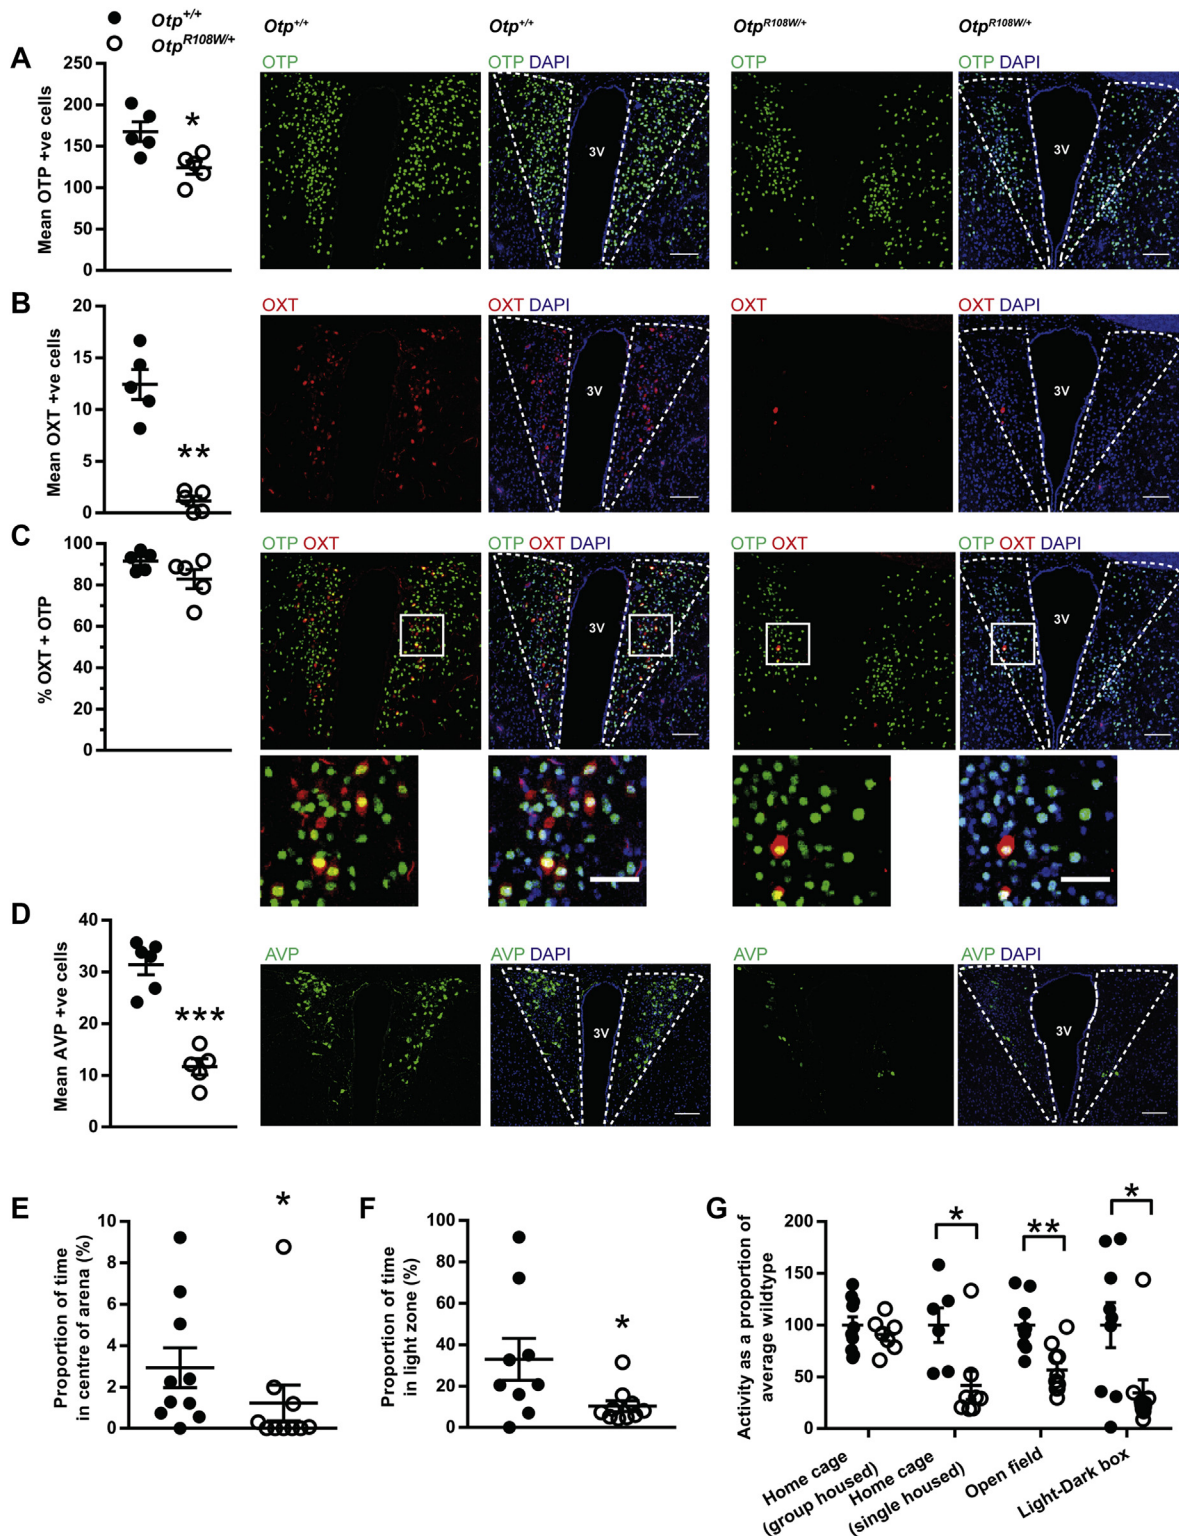 Otp+/+
OtpR108W/+
Otp+/+
Otp+/+
OtpR108W/+
OtpR108W/+
A
250
200
150
100
50
0
Mean OTP +ve cells
*
OTP
OTP DAPI
3V
OTP
OTP DAPI
3V
B
20
15
10
5
0
Mean OXT +ve cells
**
OXT
OXT DAPI
3V
OXT
OXT DAPI
3V
C
100
80
60
40
20
0
% OXT + OTP
OTP OXT
OTP OXT DAPI
3V
OTP OXT
OTP OXT DAPI
3V
D
40
30
20
10
0
Mean AVP +ve cells
***
AVP
AVP DAPI
3V
AVP
AVP DAPI
3V
E
10
8
6
4
2
0
Proportion of time
in centre of arena (%)
*
F
100
80
60
40
20
0
Proportion of time
in light zone (%)
*
G
200
150
100
50
0
Activity as a proportion of
average wildtype
*
**
*
Home cage
(group housed)
Home cage
(single housed)
Open field
Light-Dark box